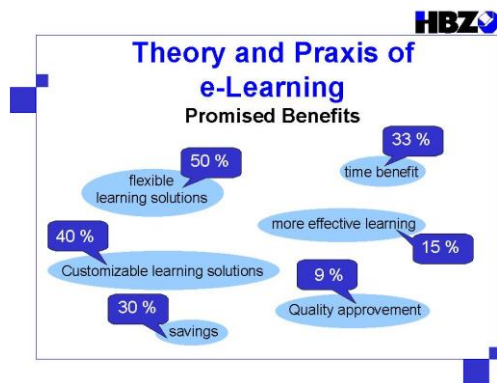 HBZO
Theory and Praxis of
e-Learning
Promised Benefits
50 %
flexible
learning solutions
33 %
time benefit
more effective learning
15 %
40 %
Customizable learning solutions
9 %
Quality approvement
30 %
savings